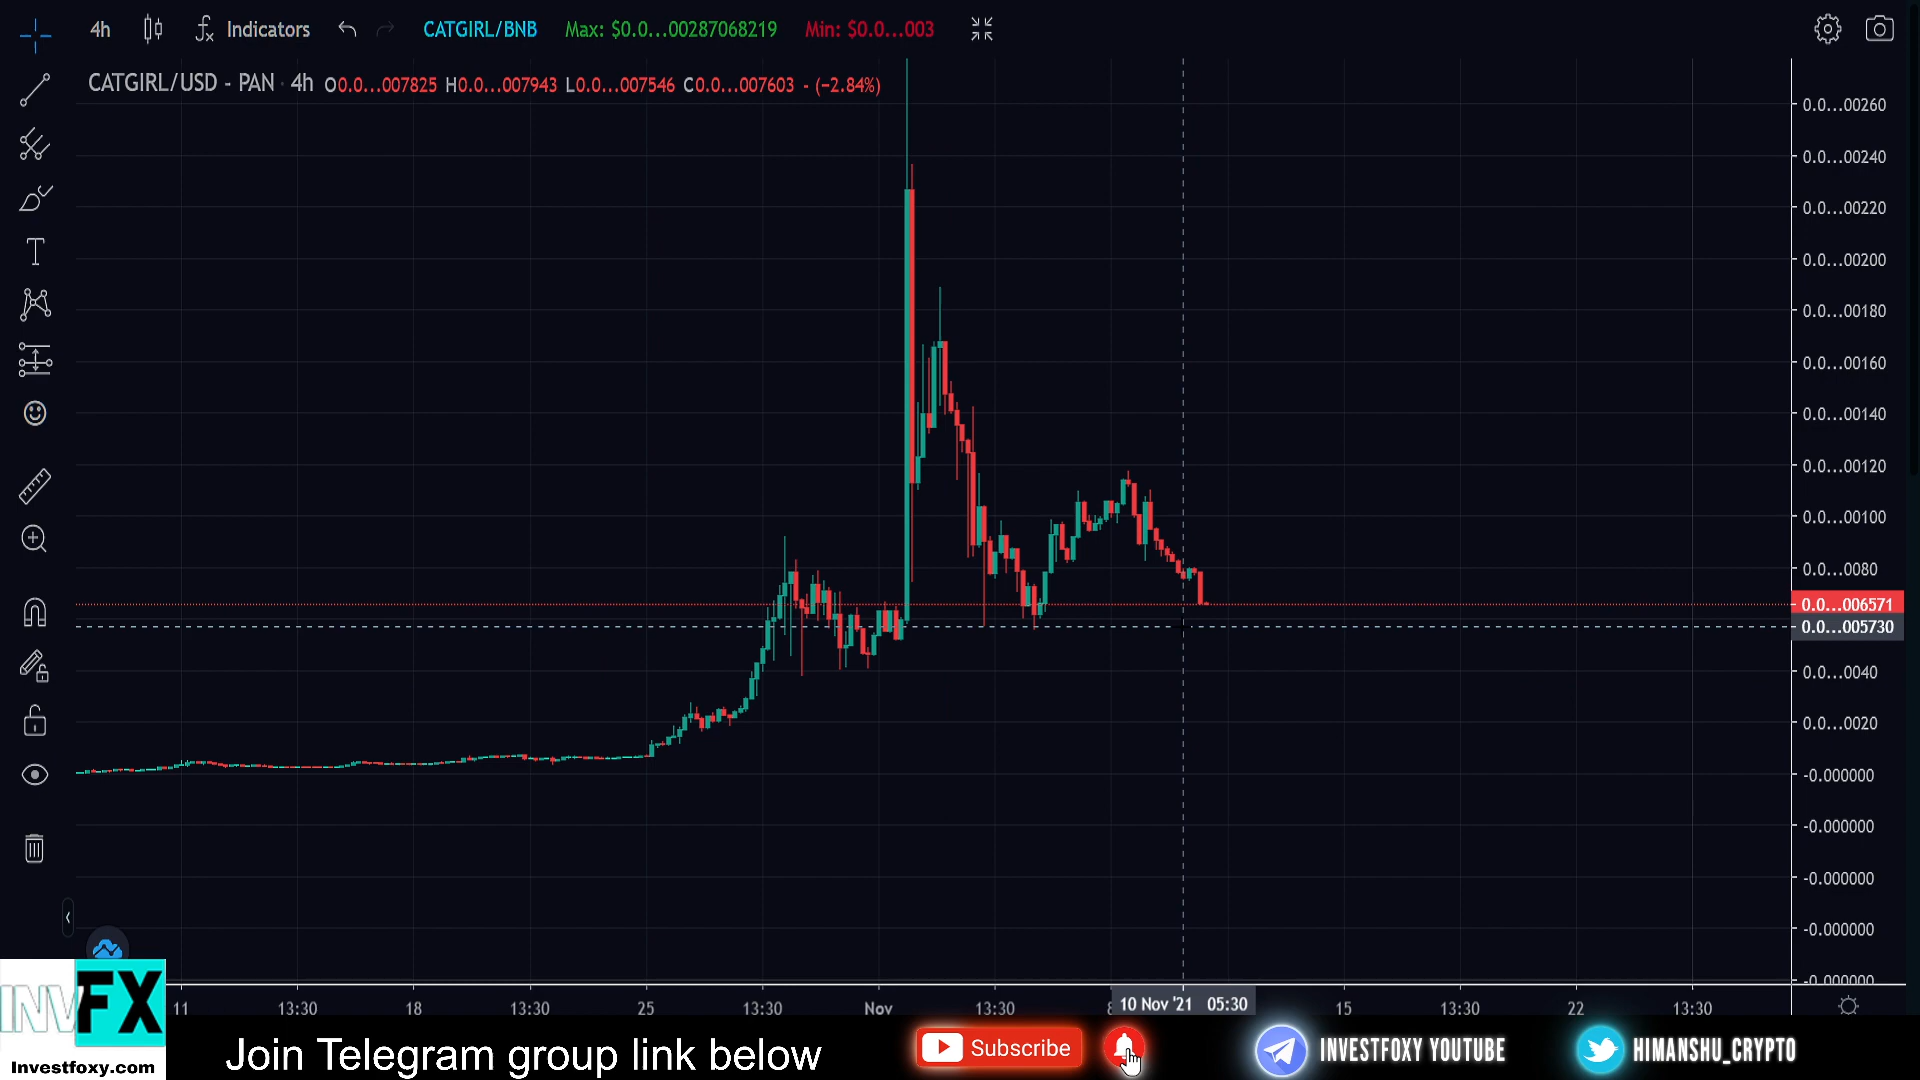 4h Indicators CATGIRL/BNB Max: $0.0...00287068219 Min: $0.0...003
CATGIRL/USD - PAN · 4h O0.0...007825 H0.0...007943 L0.0...007546 C0.0...007603 - (−2.84%)
0.0...00260
0.0...00240
0.0...00220
0.0...00200
0.0...00180
0.0...00160
0.0...00140
0.0...00120
0.0...00100
0.0...0080
0.0...006571
0.0...005730
0.0...0040
0.0...0020
-0.000000
-0.000000
-0.000000
-0.000000
-0.000000
11 13:30 18 13:30 25 13:30 Nov 13:30 8 10 Nov '21 05:30 15 13:30 22 13:30
INVFX
Investfoxy.com
Join Telegram group link below
Subscribe
INVESTFOXY YOUTUBE
HIMANSHU_CRYPTO